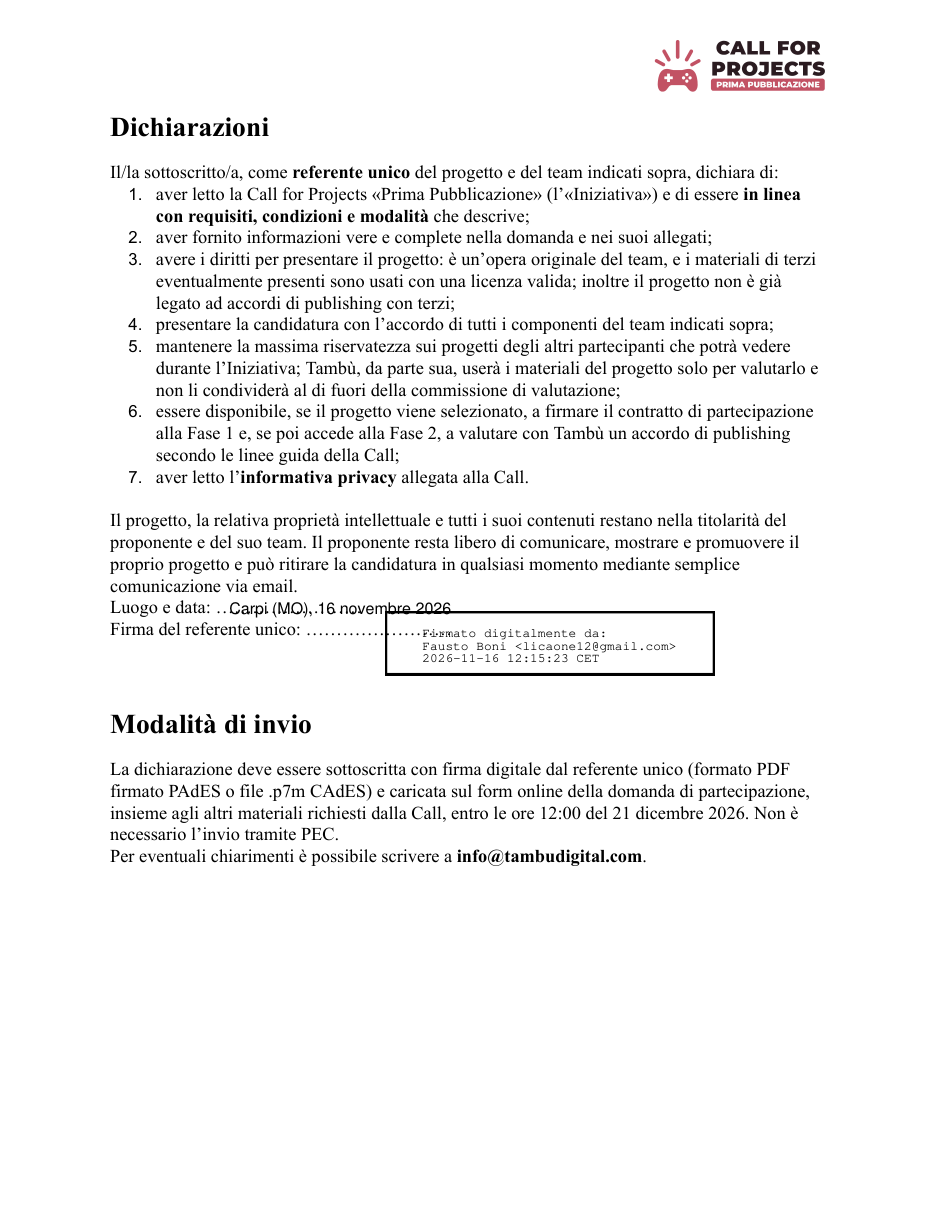 CALL FOR
PROJECTS
PRIMA PUBBLICAZIONE
Dichiarazioni
Il/la sottoscritto/a, come referente unico del progetto e del team indicati sopra, dichiara di:
1. aver letto la Call for Projects «Prima Pubblicazione» (l’«Iniziativa») e di essere in linea
con requisiti, condizioni e modalità che descrive;
2. aver fornito informazioni vere e complete nella domanda e nei suoi allegati;
3. avere i diritti per presentare il progetto: è un’opera originale del team, e i materiali di terzi
eventualmente presenti sono usati con una licenza valida; inoltre il progetto non è già
legato ad accordi di publishing con terzi;
4. presentare la candidatura con l’accordo di tutti i componenti del team indicati sopra;
5. mantenere la massima riservatezza sui progetti degli altri partecipanti che potrà vedere
durante l’Iniziativa; Tambù, da parte sua, userà i materiali del progetto solo per valutarlo e
non li condividerà al di fuori della commissione di valutazione;
6. essere disponibile, se il progetto viene selezionato, a firmare il contratto di partecipazione
alla Fase 1 e, se poi accede alla Fase 2, a valutare con Tambù un accordo di publishing
secondo le linee guida della Call;
7. aver letto l’informativa privacy allegata alla Call.
Il progetto, la relativa proprietà intellettuale e tutti i suoi contenuti restano nella titolarità del
proponente e del suo team. Il proponente resta libero di comunicare, mostrare e promuovere il
proprio progetto e può ritirare la candidatura in qualsiasi momento mediante semplice
comunicazione via email.
Luogo e data: Carpi (MO), 16 novembre 2026
Firma del referente unico: ........................
Firmato digitalmente da:
Fausto Boni <licaone12@gmail.com>
2026-11-16 12:15:23 CET
Modalità di invio
La dichiarazione deve essere sottoscritta con firma digitale dal referente unico (formato PDF
firmato PAdES o file .p7m CAdES) e caricata sul form online della domanda di partecipazione,
insieme agli altri materiali richiesti dalla Call, entro le ore 12:00 del 21 dicembre 2026. Non è
necessario l’invio tramite PEC.
Per eventuali chiarimenti è possibile scrivere a info@tambudigital.com.